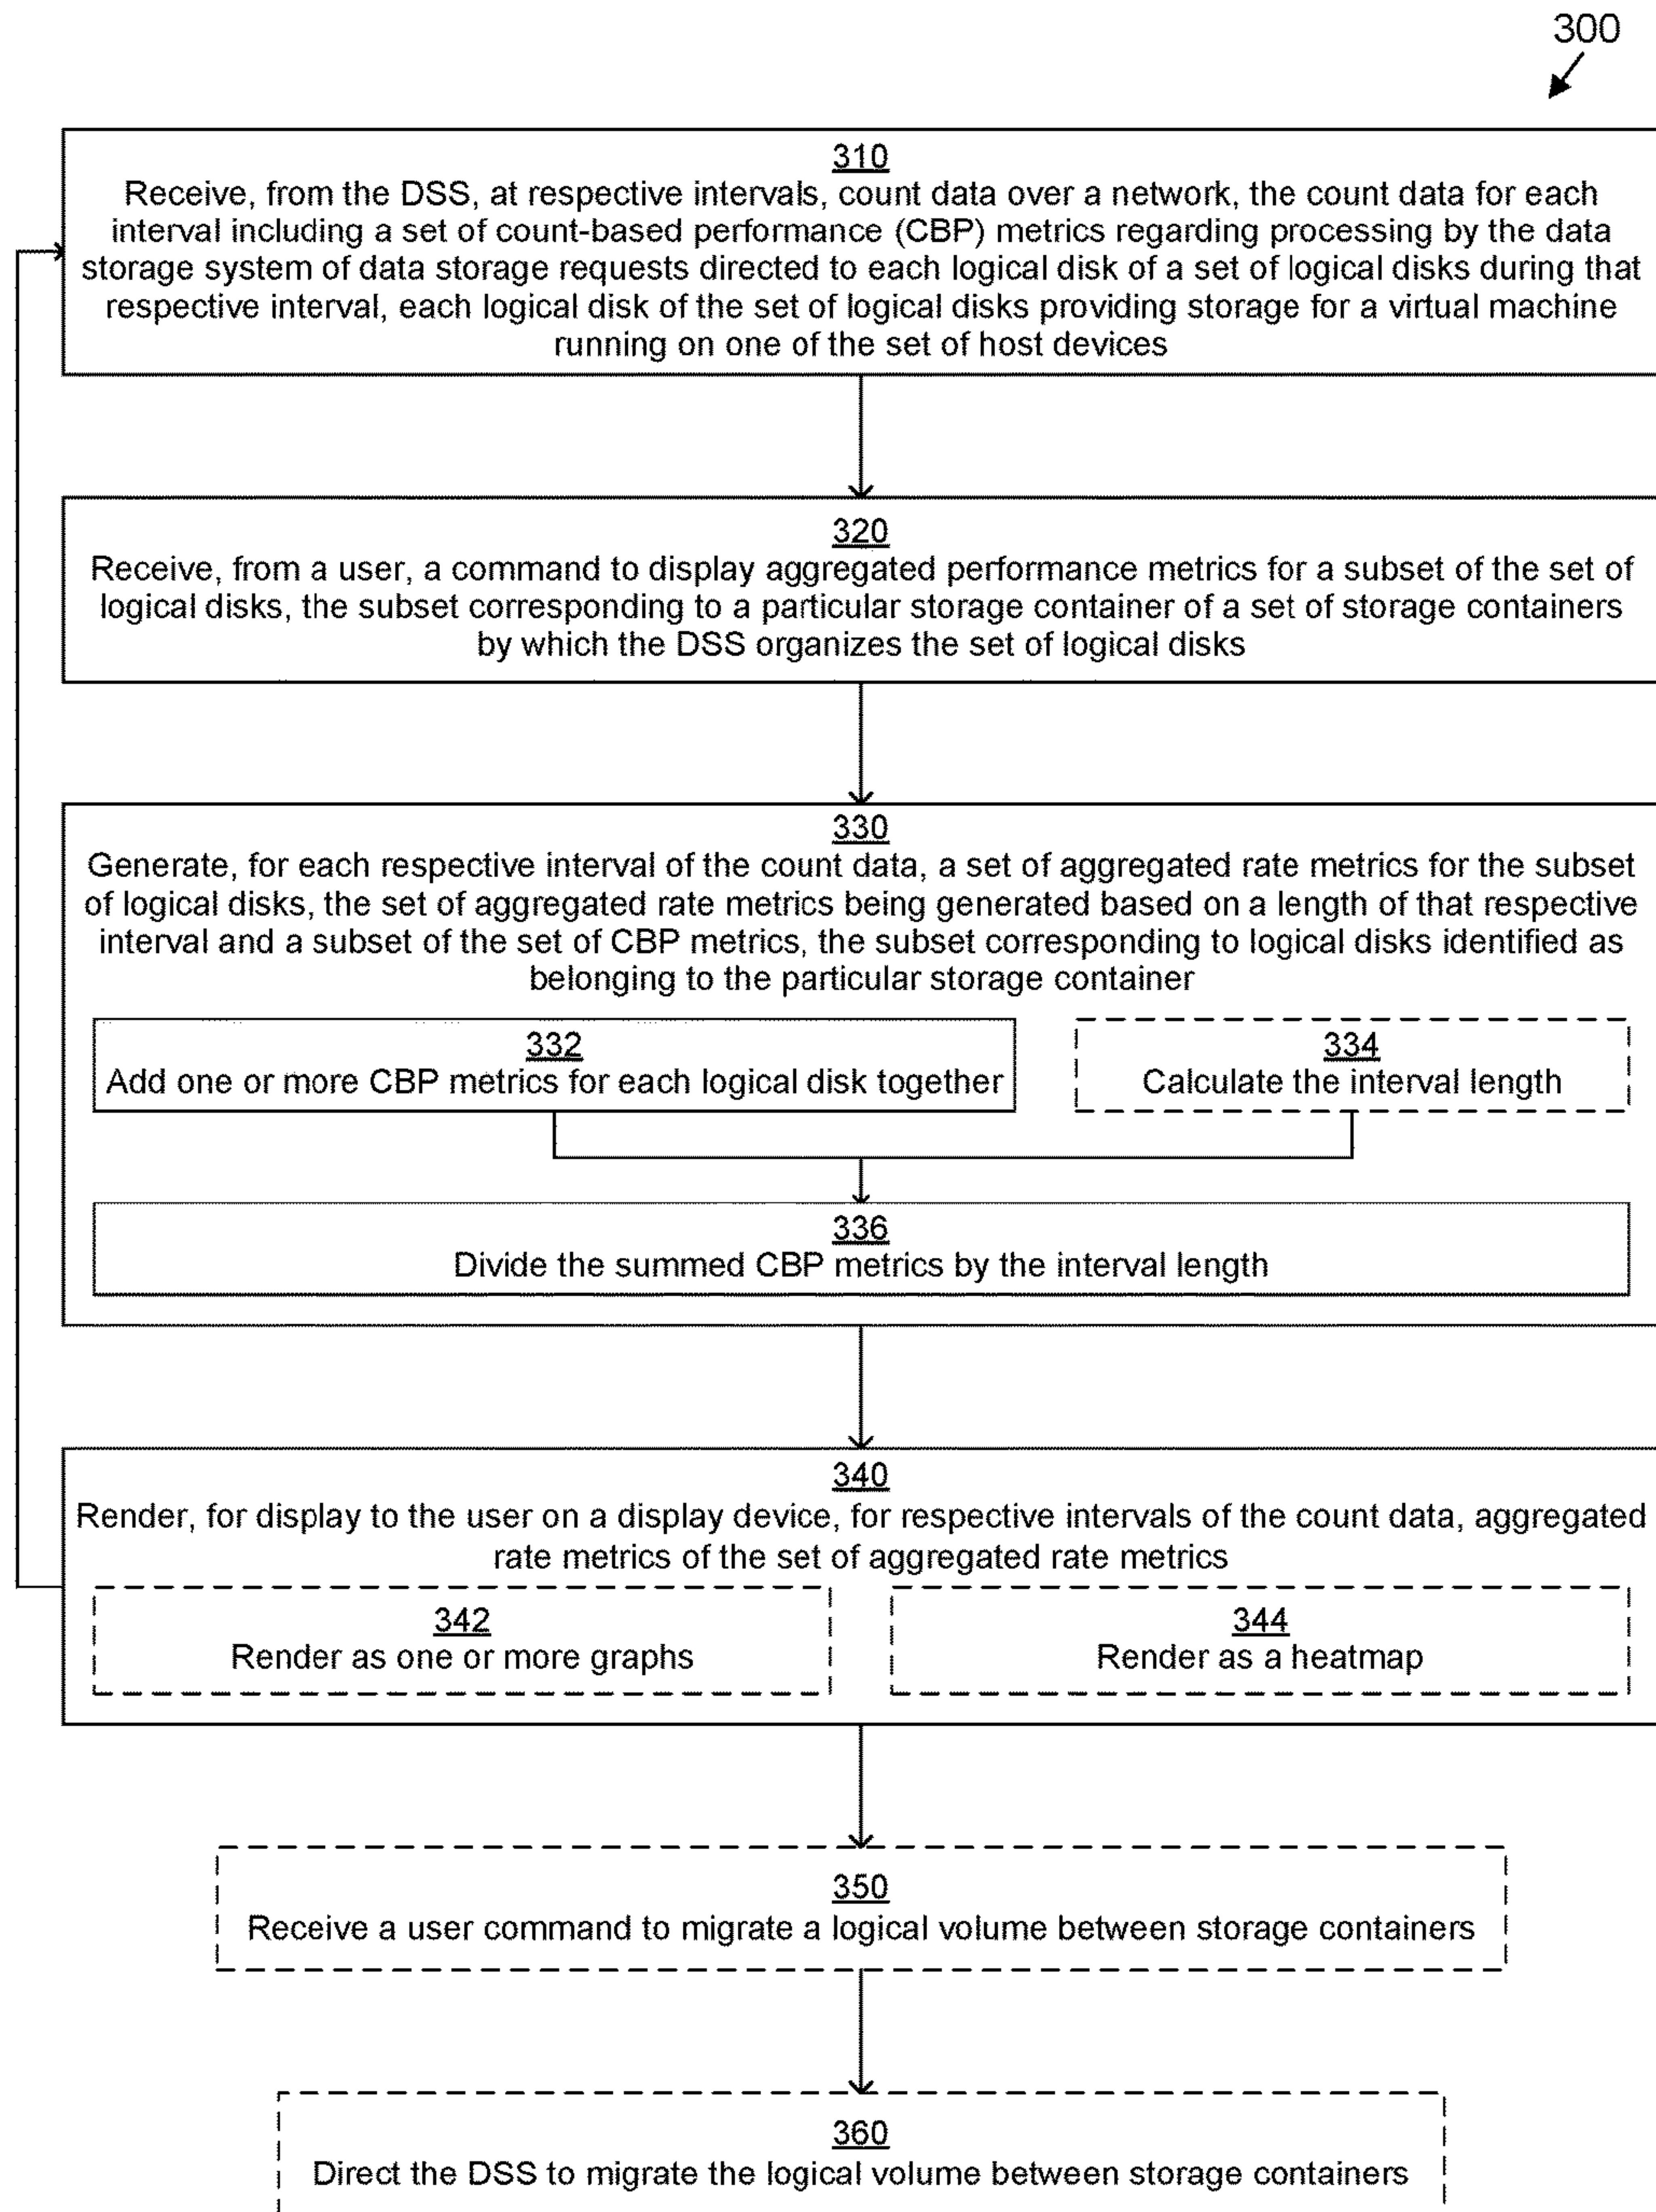 300
310
Receive, from the DSS, at respective intervals, count data over a network, the count data for each
interval including a set of count-based performance (CBP) metrics regarding processing by the data
storage system of data storage requests directed to each logical disk of a set of logical disks during that
respective interval, each logical disk of the set of logical disks providing storage for a virtual machine
running on one of the set of host devices
320
Receive, from a user, a command to display aggregated performance metrics for a subset of the set of
logical disks, the subset corresponding to a particular storage container of a set of storage containers
by which the DSS organizes the set of logical disks
330
Generate, for each respective interval of the count data, a set of aggregated rate metrics for the subset
of logical disks, the set of aggregated rate metrics being generated based on a length of that respective
interval and a subset of the set of CBP metrics, the subset corresponding to logical disks identified as
belonging to the particular storage container
332
Add one or more CBP metrics for each logical disk together
334
Calculate the interval length
336
Divide the summed CBP metrics by the interval length
340
Render, for display to the user on a display device, for respective intervals of the count data, aggregated
rate metrics of the set of aggregated rate metrics
342
Render as one or more graphs
344
Render as a heatmap
350
Receive a user command to migrate a logical volume between storage containers
360
Direct the DSS to migrate the logical volume between storage containers